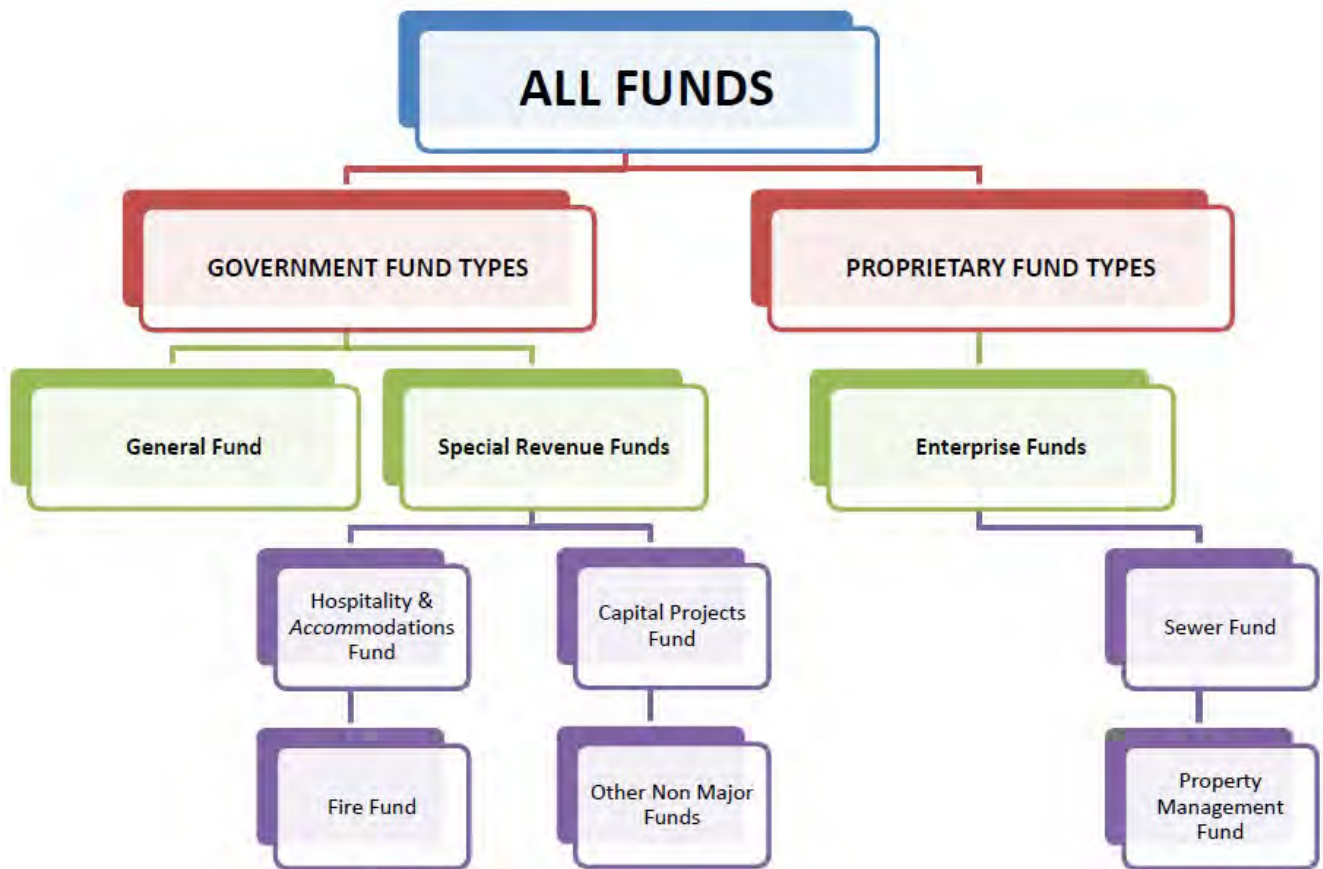 ALL FUNDS
GOVERNMENT FUND TYPES
PROPRIETARY FUND TYPES
General Fund
Special Revenue Funds
Enterprise Funds
Hospitality &
Accommodations
Fund
Capital Projects
Fund
Sewer Fund
Fire Fund
Other Non Major
Funds
Property
Management
Fund